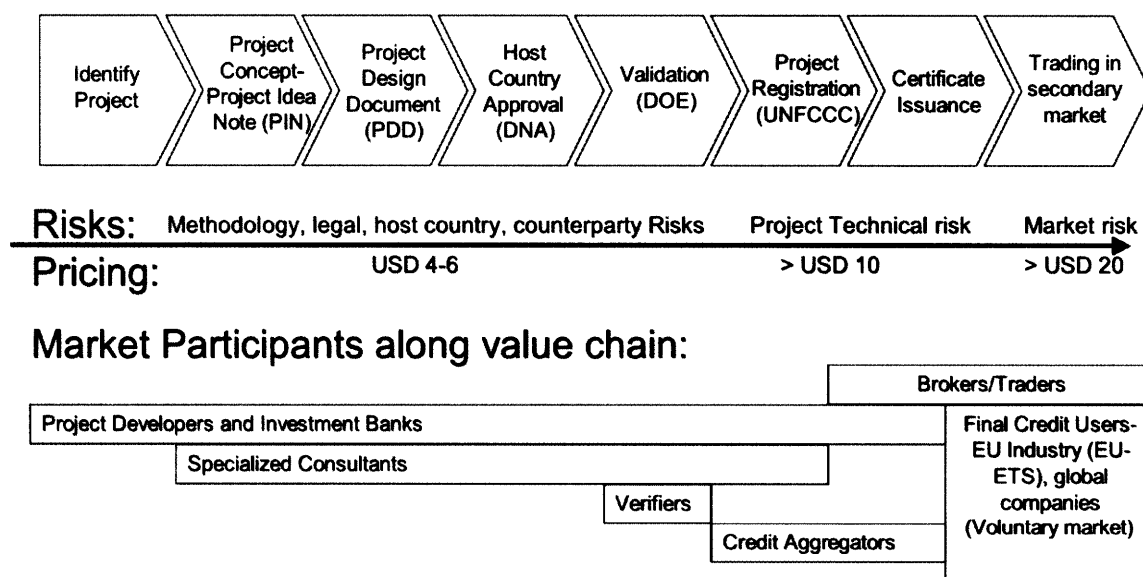 Identify
Project
Project
Concept-
Project Idea
Note (PIN)
Project
Design
Document
(PDD)
Host
Country
Approval
(DNA)
Validation
(DOE)
Project
Registration
(UNFCCC)
Certificate
Issuance
Trading in
secondary
market
Risks: Methodology, legal, host country, counterparty Risks Project Technical risk Market risk
Pricing: USD 4-6 > USD 10 > USD 20
Market Participants along value chain:
Brokers/Traders
Project Developers and Investment Banks
Specialized Consultants
Verifiers
Credit Aggregators
Final Credit Users-
EU Industry (EU-
ETS), global
companies
(Voluntary market)